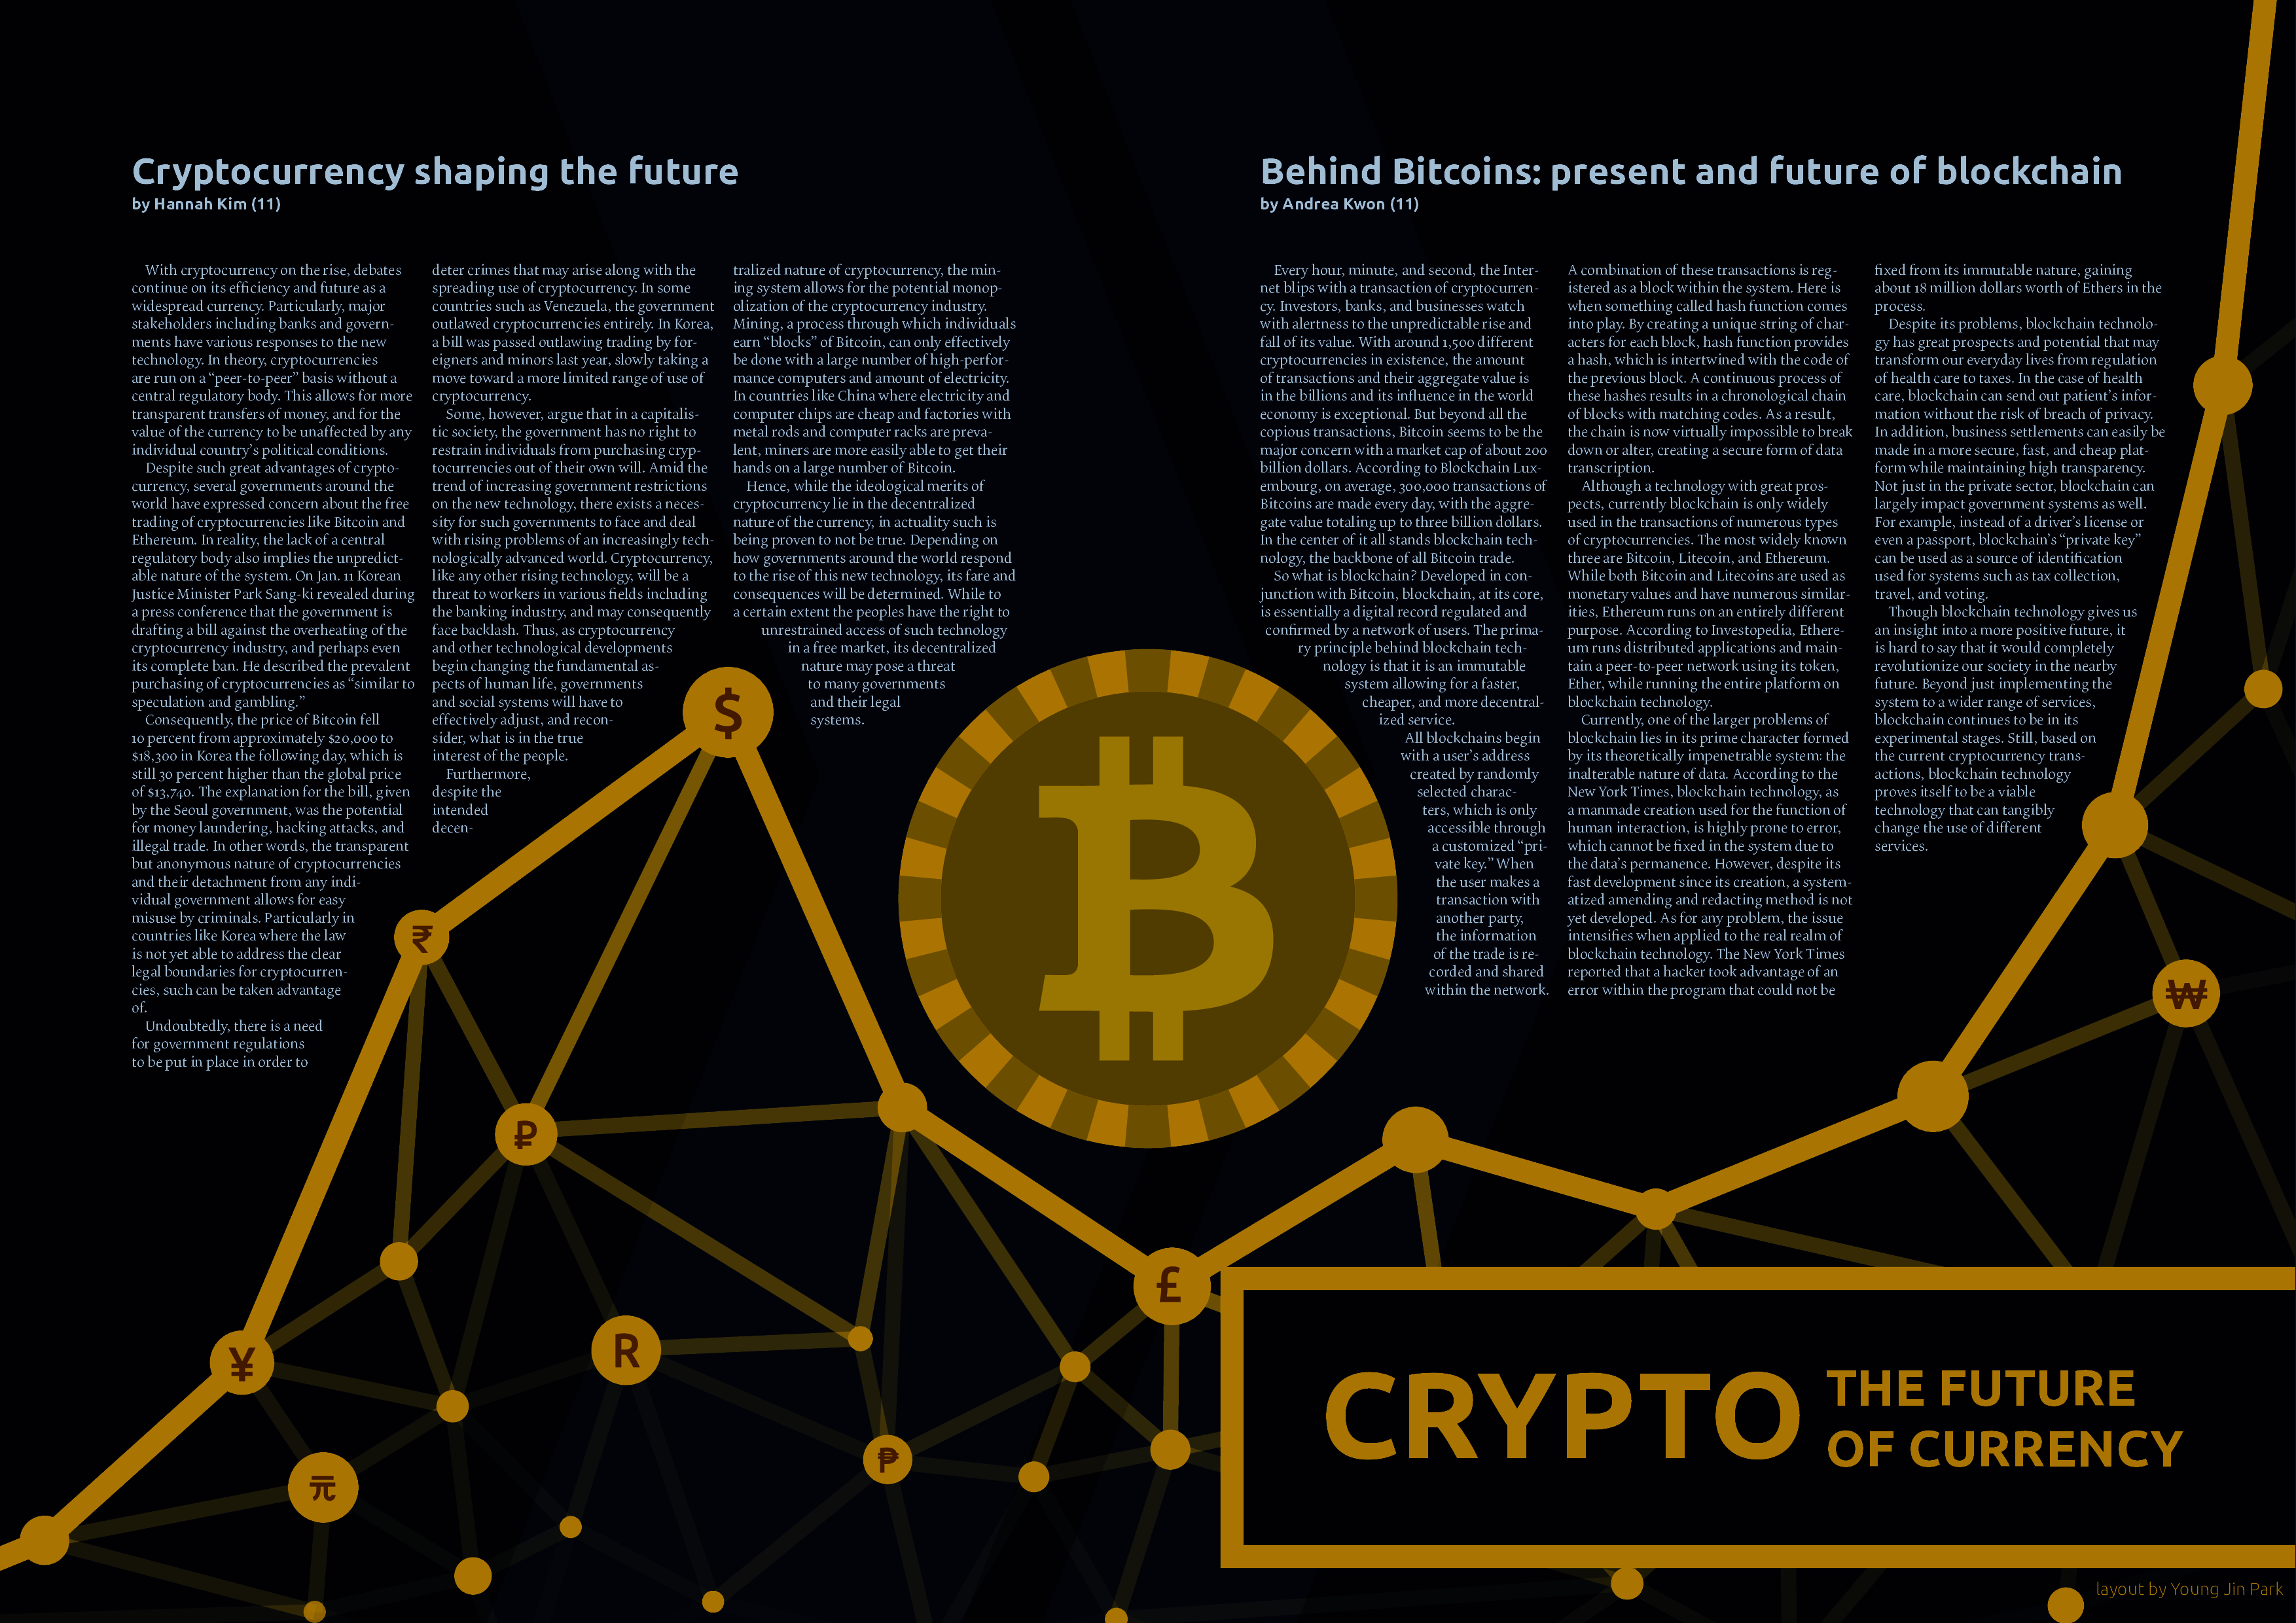 Cryptocurrency shaping the future
by Hannah Kim (11)
With cryptocurrency on the rise, debates
continue on its efficiency and future as a
widespread currency. Particularly, major
stakeholders including banks and govern-
ments have various responses to the new
technology. In theory, cryptocurrencies
are run on a “peer-to-peer” basis without a
central regulatory body. This allows for more
transparent transfers of money, and for the
value of the currency to be unaffected by any
individual country’s political conditions.
Despite such great advantages of crypto-
currency, several governments around the
world have expressed concern about the free
trading of cryptocurrencies like Bitcoin and
Ethereum. In reality, the lack of a central
regulatory body also implies the unpredict-
able nature of the system. On Jan. 11 Korean
Justice Minister Park Sang-ki revealed during
a press conference that the government is
drafting a bill against the overheating of the
cryptocurrency industry, and perhaps even
its complete ban. He described the prevalent
purchasing of cryptocurrencies as “similar to
speculation and gambling.”
Consequently, the price of Bitcoin fell
10 percent from approximately $20,000 to
$18,300 in Korea the following day, which is
still 30 percent higher than the global price
of $13,740. The explanation for the bill, given
by the Seoul government, was the potential
for money laundering, hacking attacks, and
illegal trade. In other words, the transparent
but anonymous nature of cryptocurrencies
and their detachment from any indi-
vidual government allows for easy
misuse by criminals. Particularly in
countries like Korea where the law
is not yet able to address the clear
legal boundaries for cryptocurren-
cies, such can be taken advantage
of.
Undoubtedly, there is a need
for government regulations
to be put in place in order to
deter crimes that may arise along with the
spreading use of cryptocurrency. In some
countries such as Venezuela, the government
outlawed cryptocurrencies entirely. In Korea,
a bill was passed outlawing trading by for-
eigners and minors last year, slowly taking a
move toward a more limited range of use of
cryptocurrency.
Some, however, argue that in a capitalis-
tic society, the government has no right to
restrain individuals from purchasing cryp-
tocurrencies out of their own will. Amid the
trend of increasing government restrictions
on the new technology, there exists a neces-
sity for such governments to face and deal
with rising problems of an increasingly tech-
nologically advanced world. Cryptocurrency,
like any other rising technology, will be a
threat to workers in various fields including
the banking industry, and may consequently
face backlash. Thus, as cryptocurrency
and other technological developments
begin changing the fundamental as-
pects of human life, governments
and social systems will have to
effectively adjust, and recon-
sider, what is in the true
interest of the people.
Furthermore,
despite the
intended
decen-
tralized nature of cryptocurrency, the min-
ing system allows for the potential monop-
olization of the cryptocurrency industry.
Mining, a process through which individuals
earn “blocks” of Bitcoin, can only effectively
be done with a large number of high-perfor-
mance computers and amount of electricity.
In countries like China where electricity and
computer chips are cheap and factories with
metal rods and computer racks are preva-
lent, miners are more easily able to get their
hands on a large number of Bitcoin.
Hence, while the ideological merits of
cryptocurrency lie in the decentralized
nature of the currency, in actuality such is
being proven to not be true. Depending on
how governments around the world respond
to the rise of this new technology, its fare and
consequences will be determined. While to
a certain extent the peoples have the right to
unrestrained access of such technology
in a free market, its decentralized
nature may pose a threat
to many governments
and their legal
systems.
Behind Bitcoins: present and future of blockchain
by Andrea Kwon (11)
Every hour, minute, and second, the Inter-
net blips with a transaction of cryptocurren-
cy. Investors, banks, and businesses watch
with alertness to the unpredictable rise and
fall of its value. With around 1,500 different
cryptocurrencies in existence, the amount
of transactions and their aggregate value is
in the billions and its influence in the world
economy is exceptional. But beyond all the
copious transactions, Bitcoin seems to be the
major concern with a market cap of about 200
billion dollars. According to Blockchain Lux-
embourg, on average, 300,000 transactions of
Bitcoins are made every day, with the aggre-
gate value totaling up to three billion dollars.
In the center of it all stands blockchain tech-
nology, the backbone of all Bitcoin trade.
So what is blockchain? Developed in con-
junction with Bitcoin, blockchain, at its core,
is essentially a digital record regulated and
confirmed by a network of users. The prima-
ry principle behind blockchain tech-
nology is that it is an immutable
system allowing for a faster,
cheaper, and more decentral-
ized service.
All blockchains begin
with a user’s address
created by randomly
selected charac-
ters, which is only
accessible through
a customized “pri-
vate key.” When
the user makes a
transaction with
another party,
the information
of the trade is re-
corded and shared
within the network.
A combination of these transactions is reg-
istered as a block within the system. Here is
when something called hash function comes
into play. By creating a unique string of char-
acters for each block, hash function provides
a hash, which is intertwined with the code of
the previous block. A continuous process of
these hashes results in a chronological chain
of blocks with matching codes. As a result,
the chain is now virtually impossible to break
down or alter, creating a secure form of data
transcription.
Although a technology with great pros-
pects, currently blockchain is only widely
used in the transactions of numerous types
of cryptocurrencies. The most widely known
three are Bitcoin, Litecoin, and Ethereum.
While both Bitcoin and Litecoins are used as
monetary values and have numerous similar-
ities, Ethereum runs on an entirely different
purpose. According to Investopedia, Ethere-
um runs distributed applications and main-
tain a peer-to-peer network using its token,
Ether, while running the entire platform on
blockchain technology.
Currently, one of the larger problems of
blockchain lies in its prime character formed
by its theoretically impenetrable system: the
inalterable nature of data. According to the
New York Times, blockchain technology, as
a manmade creation used for the function of
human interaction, is highly prone to error,
which cannot be fixed in the system due to
the data’s permanence. However, despite its
fast development since its creation, a system-
atized amending and redacting method is not
yet developed. As for any problem, the issue
intensifies when applied to the real realm of
blockchain technology. The New York Times
reported that a hacker took advantage of an
error within the program that could not be
fixed from its immutable nature, gaining
about 18 million dollars worth of Ethers in the
process.
Despite its problems, blockchain technolo-
gy has great prospects and potential that may
transform our everyday lives from regulation
of health care to taxes. In the case of health
care, blockchain can send out patient’s infor-
mation without the risk of breach of privacy.
In addition, business settlements can easily be
made in a more secure, fast, and cheap plat-
form while maintaining high transparency.
Not just in the private sector, blockchain can
largely impact government systems as well.
For example, instead of a driver’s license or
even a passport, blockchain’s “private key”
can be used as a source of identification
used for systems such as tax collection,
travel, and voting.
Though blockchain technology gives us
an insight into a more positive future, it
is hard to say that it would completely
revolutionize our society in the nearby
future. Beyond just implementing the
system to a wider range of services,
blockchain continues to be in its
experimental stages. Still, based on
the current cryptocurrency trans-
actions, blockchain technology
proves itself to be a viable
technology that can tangibly
change the use of different
services.
$
₹
₽
₩
£
¥
R
₱
CRYPTO
THE FUTURE
OF CURRENCY
layout by Young Jin Park